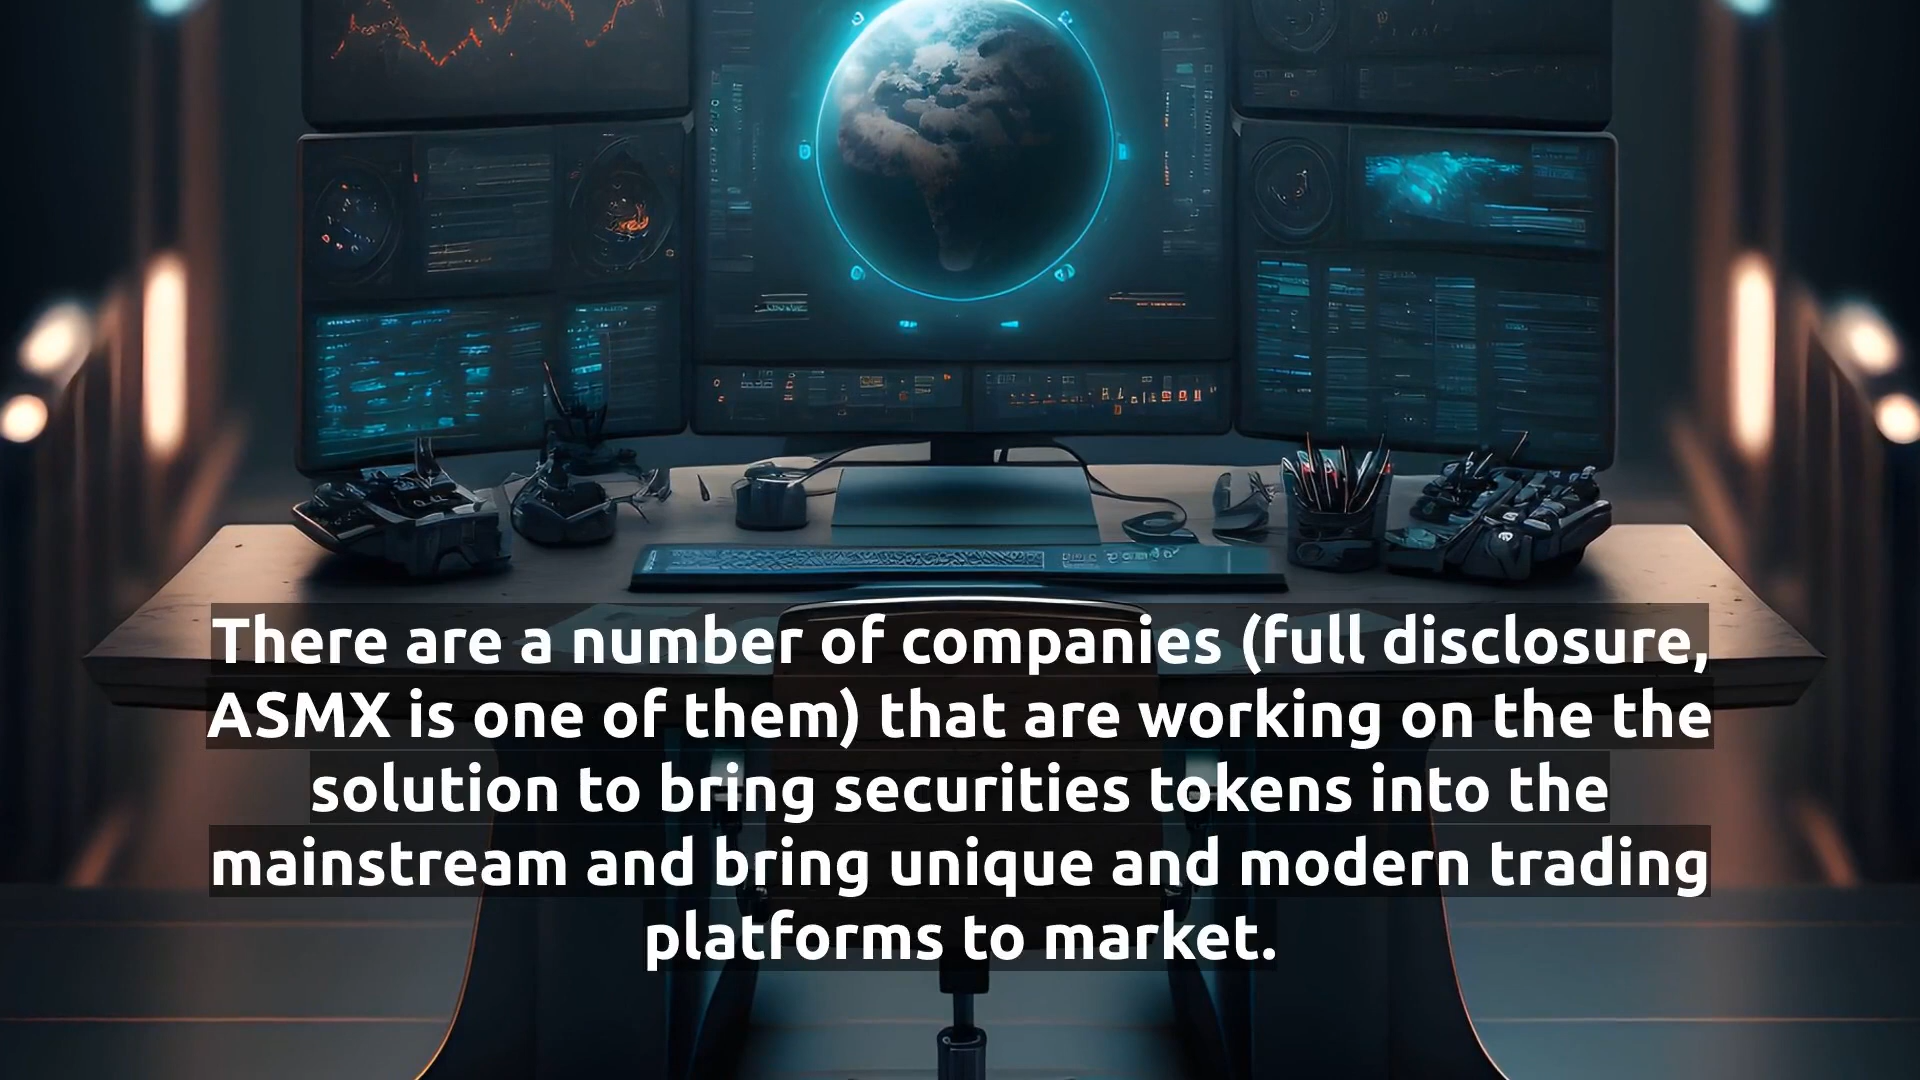 There are a number of companies (full disclosure,
ASMX is one of them) that are working on the the
solution to bring securities tokens into the
mainstream and bring unique and modern trading
platforms to market.